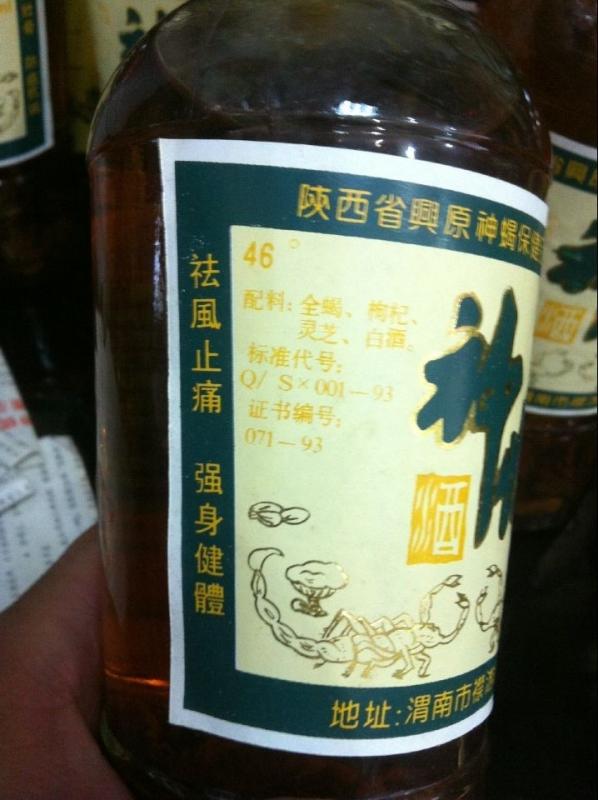 陝西省興原神蝎保
祛風止痛 强身健體
46°
配料:全蝎、枸杞、
灵芝、白酒。
标准代号:
Q/ S×001—93
证书编号:
071—93
神
酒
地址:渭南市